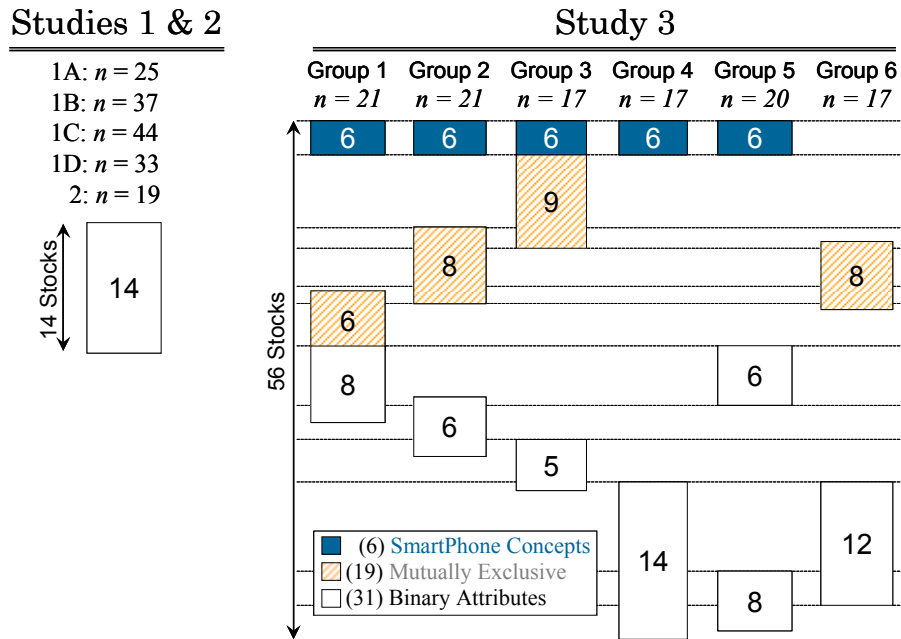 Studies 1 & 2
1A: n = 25
1B: n = 37
1C: n = 44
1D: n = 33
2: n = 19
14 Stocks
14
Study 3
Group 1 Group 2 Group 3 Group 4 Group 5 Group 6
n = 21 n = 21 n = 17 n = 17 n = 20 n = 17
56 Stocks
6 6 6 6 6
9
8 8
6
8 6
6
5
14 12
8
(6) SmartPhone Concepts
(19) Mutually Exclusive
(31) Binary Attributes